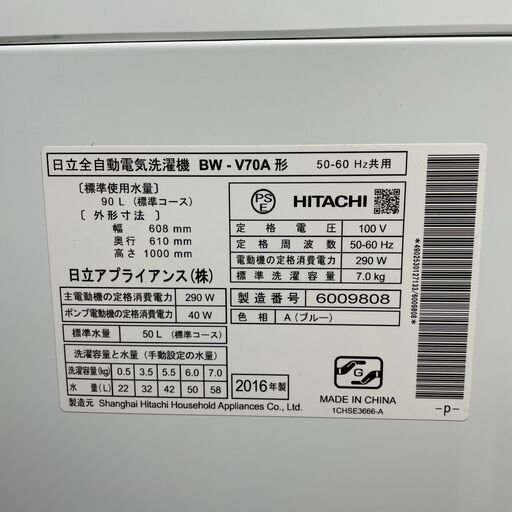 日立全自動電気洗濯機 BW-V70A形 50-60 Hz共用
〔標準使用水量〕
90 L (標準コース)
〔外形寸法〕
幅 608 mm
奥行 610 mm
高さ 1000 mm
日立アプライアンス(株)
主電動機の定格消費電力 290 W
ポンプ電動機の定格消費電力 40 W
標準水量 50 L (標準コース)
洗濯容量と水量 (手動設定の水量)
洗濯容量(kg) 0.5 3.5 5.5 6.0 7.0
水量(L) 22 32 42 50 58
製造元 Shanghai Hitachi Household Appliances Co., Ltd.
PS
E
HITACHI
定格電圧 100 V
定格周波数 50-60 Hz
電動機の定格消費電力 290 W
標準洗濯容量 7.0 kg
製造番号 6009808
色相 A (ブルー)
2016年製
G
MADE IN CHINA
1CHSE3666-A
*4902530127133/6009808*
-p-